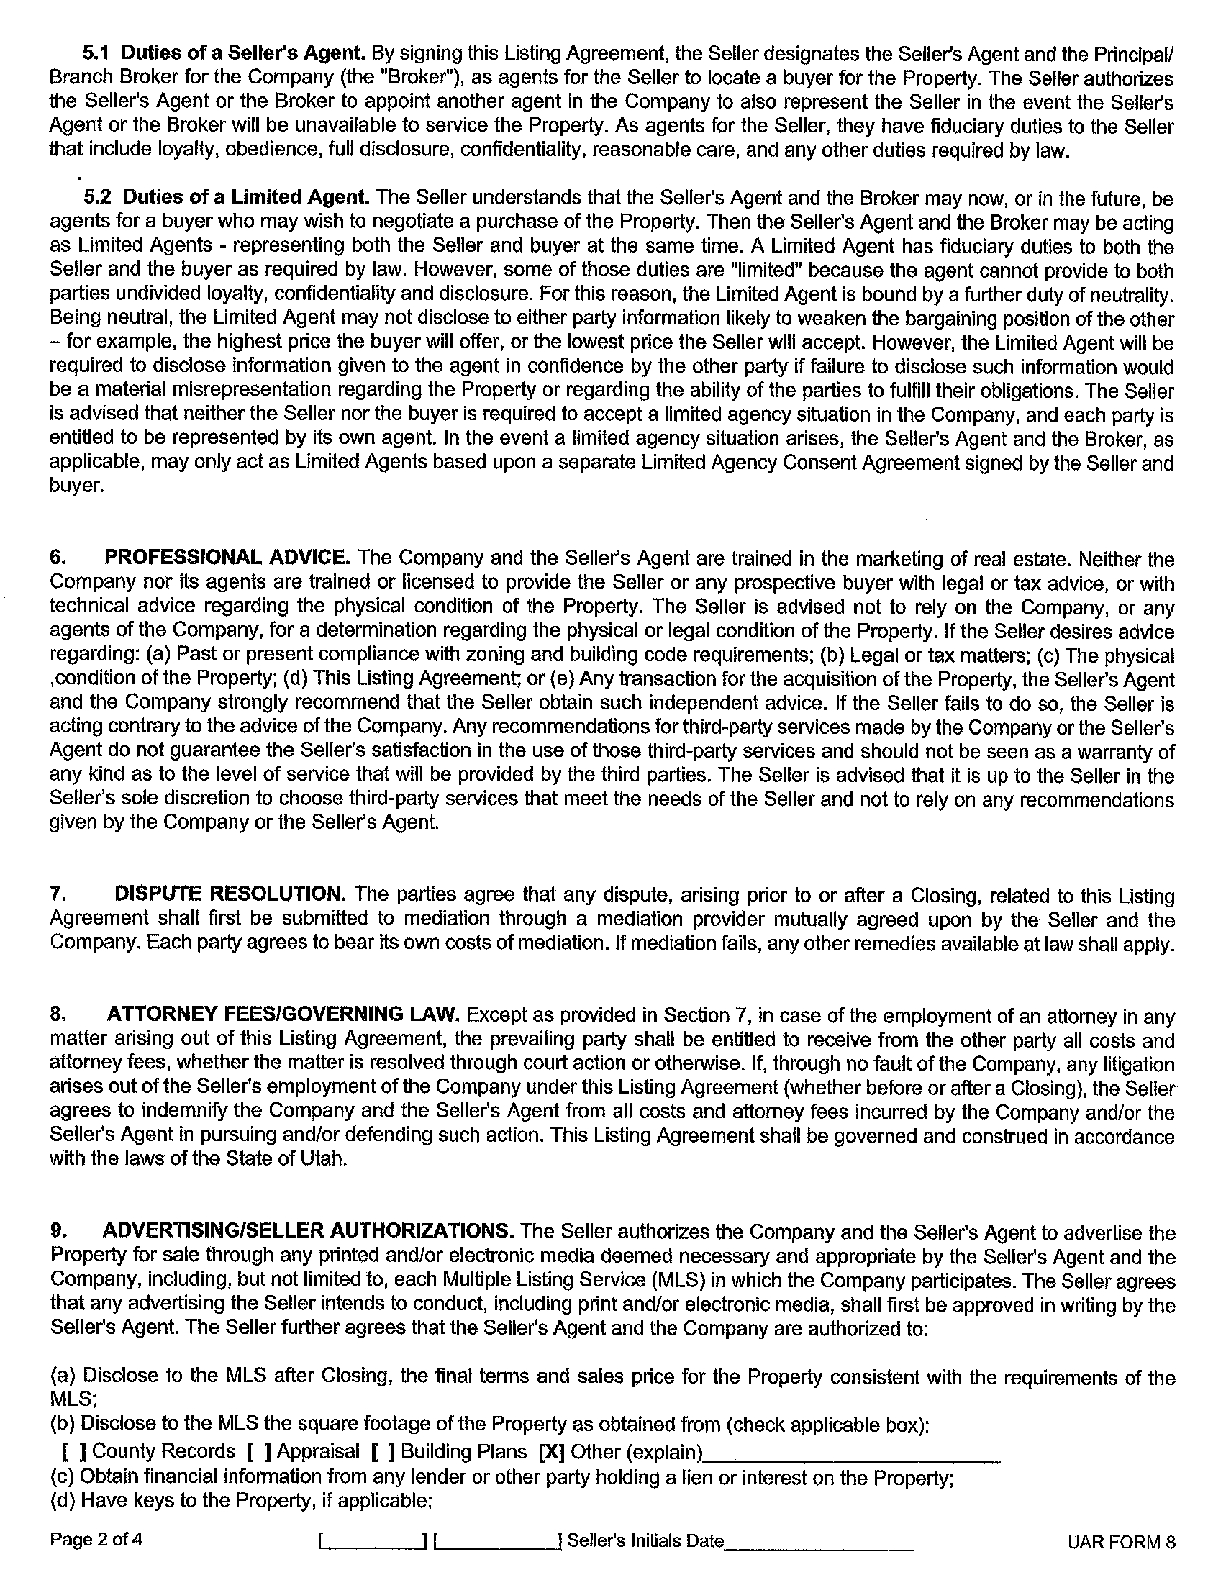 5.1 Duties of a Seller's Agent. By signing this Listing Agreement, the Seller designates the Seller's Agent and the Principal/
Branch Broker for the Company (the "Broker"), as agents for the Seller to locate a buyer for the Property. The Seller authorizes
the Seller's Agent or the Broker to appoint another agent in the Company to also represent the Seller in the event the Seller's
Agent or the Broker will be unavailable to service the Property. As agents for the Seller, they have fiduciary duties to the Seller
that include loyalty, obedience, full disclosure, confidentiality, reasonable care, and any other duties required by law.
5.2 Duties of a Limited Agent. The Seller understands that the Seller's Agent and the Broker may now, or in the future, be
agents for a buyer who may wish to negotiate a purchase of the Property. Then the Seller's Agent and the Broker may be acting
as Limited Agents - representing both the Seller and buyer at the same time. A Limited Agent has fiduciary duties to both the
Seller and the buyer as required by law. However, some of those duties are "limited" because the agent cannot provide to both
parties undivided loyalty, confidentiality and disclosure. For this reason, the Limited Agent is bound by a further duty of neutrality.
Being neutral, the Limited Agent may not disclose to either party information likely to weaken the bargaining position of the other
– for example, the highest price the buyer will offer, or the lowest price the Seller will accept. However, the Limited Agent will be
required to disclose information given to the agent in confidence by the other party if failure to disclose such information would
be a material misrepresentation regarding the Property or regarding the ability of the parties to fulfill their obligations. The Seller
is advised that neither the Seller nor the buyer is required to accept a limited agency situation in the Company, and each party is
entitled to be represented by its own agent. In the event a limited agency situation arises, the Seller's Agent and the Broker, as
applicable, may only act as Limited Agents based upon a separate Limited Agency Consent Agreement signed by the Seller and
buyer.
6. PROFESSIONAL ADVICE. The Company and the Seller's Agent are trained in the marketing of real estate. Neither the
Company nor its agents are trained or licensed to provide the Seller or any prospective buyer with legal or tax advice, or with
technical advice regarding the physical condition of the Property. The Seller is advised not to rely on the Company, or any
agents of the Company, for a determination regarding the physical or legal condition of the Property. If the Seller desires advice
regarding: (a) Past or present compliance with zoning and building code requirements; (b) Legal or tax matters; (c) The physical
,condition of the Property; (d) This Listing Agreement; or (e) Any transaction for the acquisition of the Property, the Seller's Agent
and the Company strongly recommend that the Seller obtain such independent advice. If the Seller fails to do so, the Seller is
acting contrary to the advice of the Company. Any recommendations for third-party services made by the Company or the Seller's
Agent do not guarantee the Seller's satisfaction in the use of those third-party services and should not be seen as a warranty of
any kind as to the level of service that will be provided by the third parties. The Seller is advised that it is up to the Seller in the
Seller's sole discretion to choose third-party services that meet the needs of the Seller and not to rely on any recommendations
given by the Company or the Seller's Agent.
7. DISPUTE RESOLUTION. The parties agree that any dispute, arising prior to or after a Closing, related to this Listing
Agreement shall first be submitted to mediation through a mediation provider mutually agreed upon by the Seller and the
Company. Each party agrees to bear its own costs of mediation. If mediation fails, any other remedies available at law shall apply.
8. ATTORNEY FEES/GOVERNING LAW. Except as provided in Section 7, in case of the employment of an attorney in any
matter arising out of this Listing Agreement, the prevailing party shall be entitled to receive from the other party all costs and
attorney fees, whether the matter is resolved through court action or otherwise. If, through no fault of the Company, any litigation
arises out of the Seller's employment of the Company under this Listing Agreement (whether before or after a Closing), the Seller
agrees to indemnify the Company and the Seller's Agent from all costs and attorney fees incurred by the Company and/or the
Seller's Agent in pursuing and/or defending such action. This Listing Agreement shall be governed and construed in accordance
with the laws of the State of Utah.
9. ADVERTISING/SELLER AUTHORIZATIONS. The Seller authorizes the Company and the Seller's Agent to advertise the
Property for sale through any printed and/or electronic media deemed necessary and appropriate by the Seller's Agent and the
Company, including, but not limited to, each Multiple Listing Service (MLS) in which the Company participates. The Seller agrees
that any advertising the Seller intends to conduct, including print and/or electronic media, shall first be approved in writing by the
Seller's Agent. The Seller further agrees that the Seller's Agent and the Company are authorized to:
(a) Disclose to the MLS after Closing, the final terms and sales price for the Property consistent with the requirements of the
MLS;
(b) Disclose to the MLS the square footage of the Property as obtained from (check applicable box):
[ ] County Records [ ] Appraisal [ ] Building Plans [X] Other (explain)____________________
(c) Obtain financial information from any lender or other party holding a lien or interest on the Property;
(d) Have keys to the Property, if applicable;
Page 2 of 4 [________] [__________] Seller's Initials Date________________ UAR FORM 8